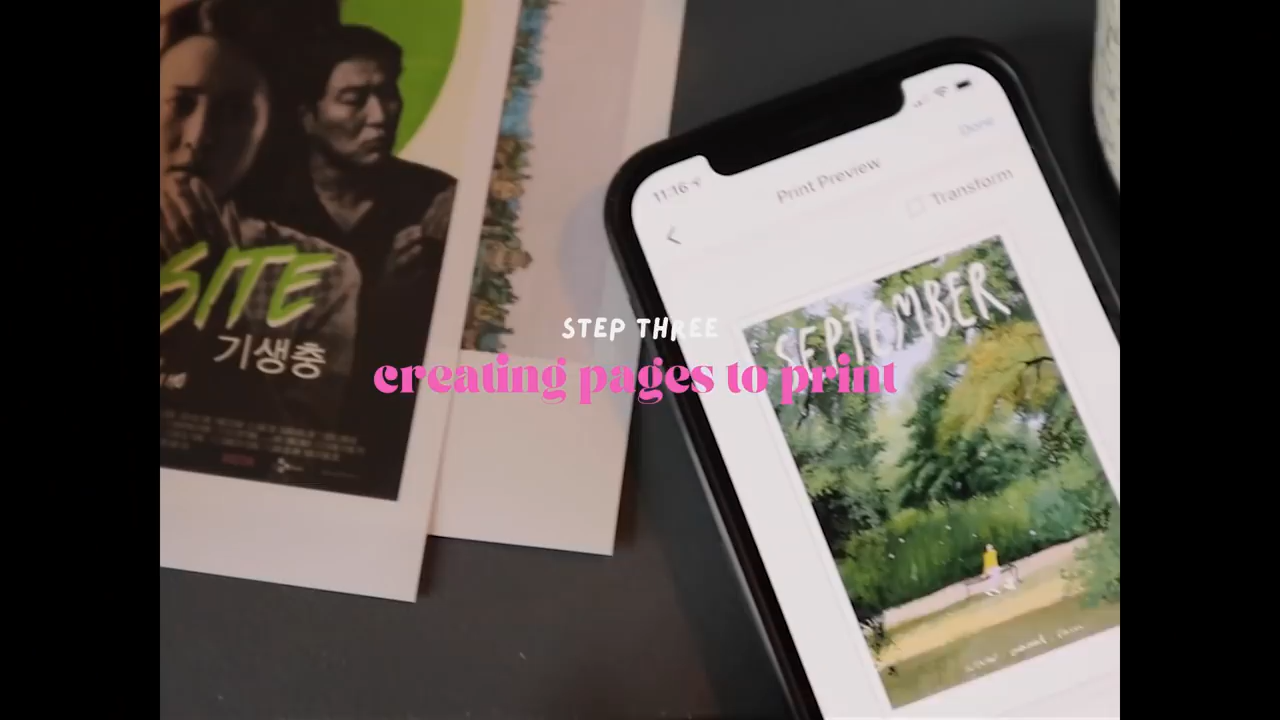 SITE
기생충
11:16
Done
Print Preview
Transform
SEPTEMBER
STEP THREE
creating pages to print